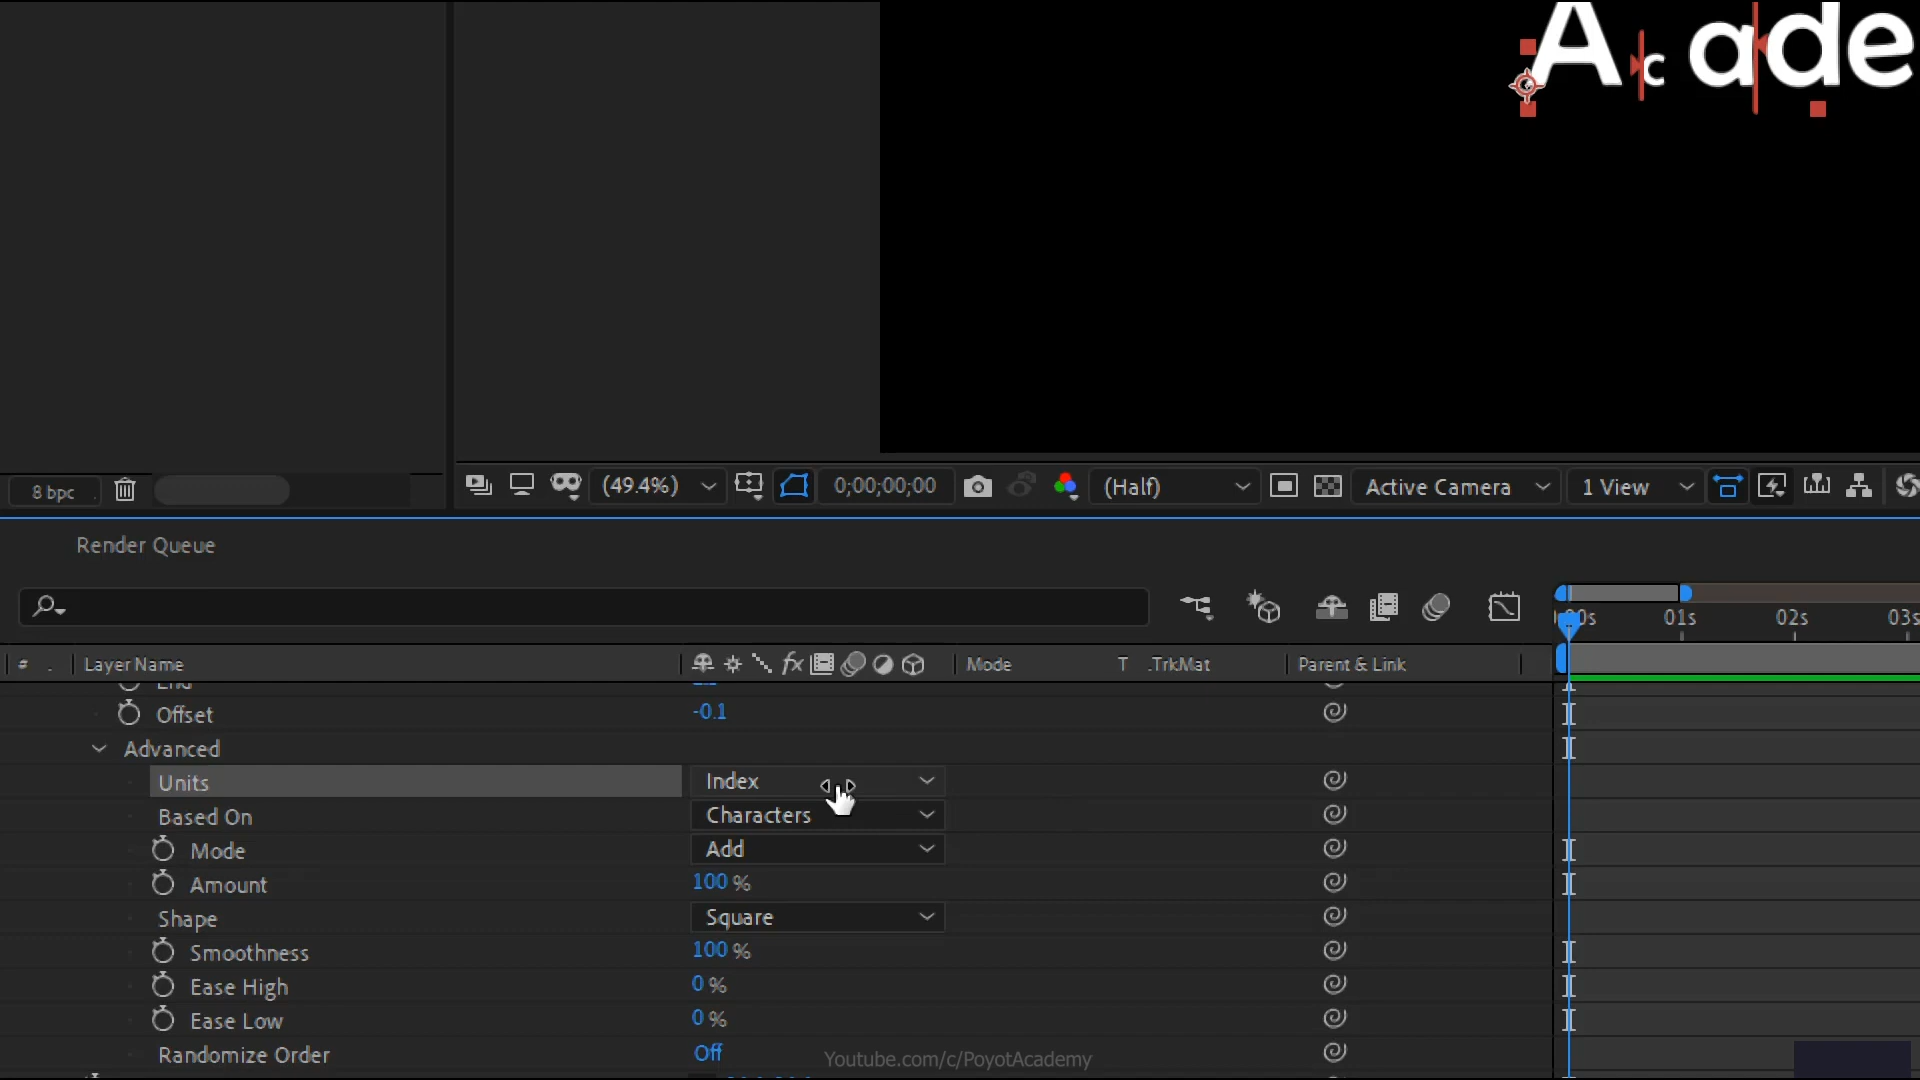 A c ade
8 bpc
(49.4%)
0;00;00;00
(Half)
Active Camera
1 View
Render Queue
01s
02s
03s
#
Layer Name
fx
Mode
T
.TrkMat
Parent & Link
End
Offset
-0.1
Advanced
Units
Index
Based On
Characters
Mode
Add
Amount
100 %
Shape
Square
Smoothness
100 %
Ease High
0 %
Ease Low
0 %
Randomize Order
Off
Youtube.com/c/PoyotAcademy